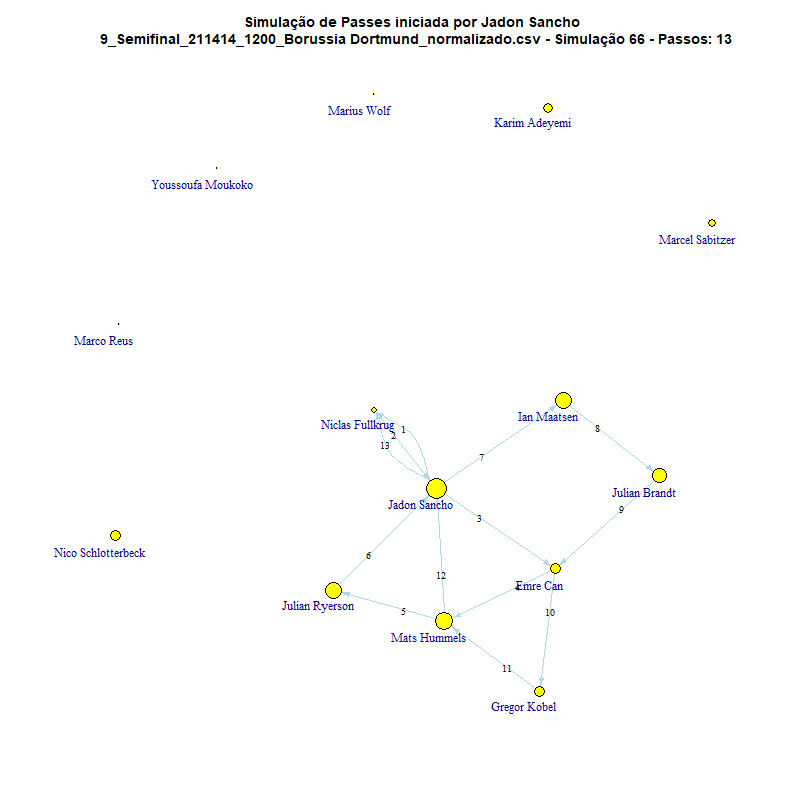 Simulação de Passes iniciada por Jadon Sancho
9_Semifinal_211414_1200_Borussia Dortmund_normalizado.csv - Simulação 66 - Passos: 13
Marius Wolf
Karim Adeyemi
Youssoufa Moukoko
Marcel Sabitzer
Marco Reus
Niclas Fullkrug
1
2
13
Ian Maatsen
8
7
Julian Brandt
Jadon Sancho
9
3
Nico Schlotterbeck
6
12
Emre Can
4
Julian Ryerson
5
10
Mats Hummels
11
Gregor Kobel